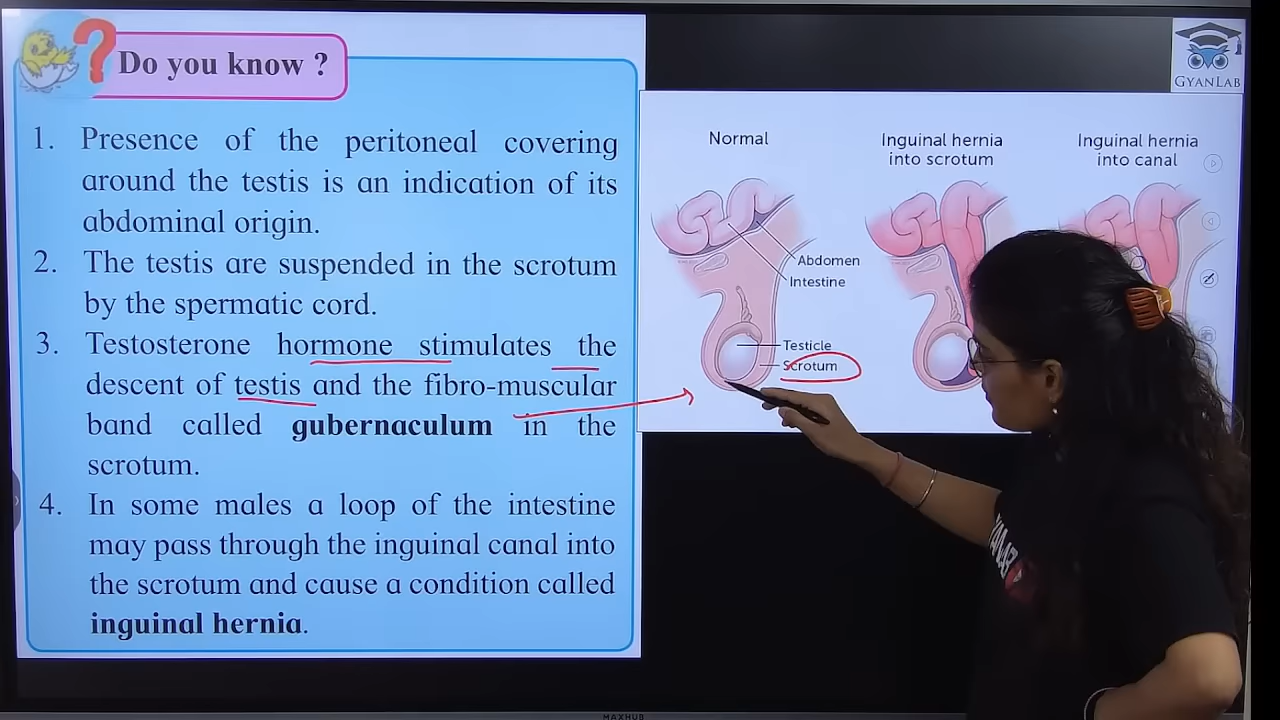 Do you know ?
1. Presence of the peritoneal covering
around the testis is an indication of its
abdominal origin.
2. The testis are suspended in the scrotum
by the spermatic cord.
3. Testosterone hormone stimulates the
descent of testis and the fibro-muscular
band called gubernaculum in the
scrotum.
4. In some males a loop of the intestine
may pass through the inguinal canal into
the scrotum and cause a condition called
inguinal hernia.
GYANLAB
Normal
Inguinal hernia
into scrotum
Inguinal hernia
into canal
Abdomen
Intestine
Testicle
Scrotum
MAXHUB